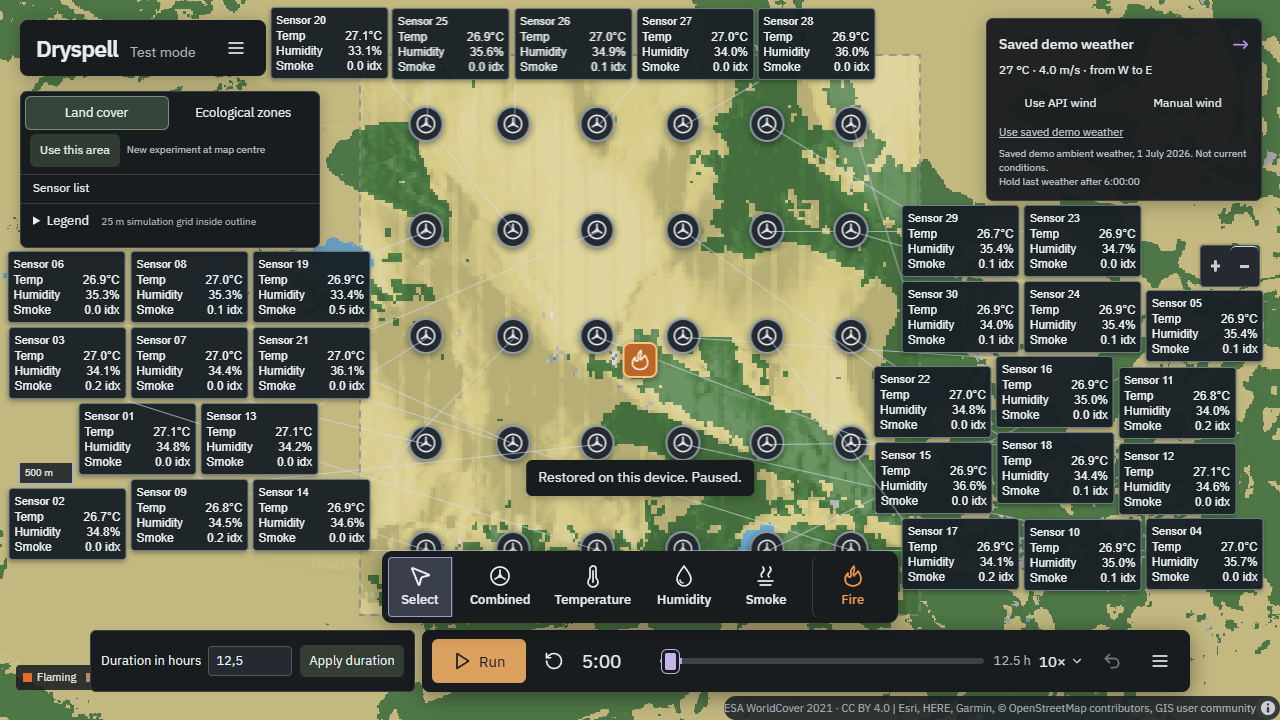 Dryspell Test mode
Sensor 20
Temp 27.1°C
Humidity 33.1%
Smoke 0.0 idx
Sensor 25
Temp 26.9°C
Humidity 35.6%
Smoke 0.0 idx
Sensor 26
Temp 27.0°C
Humidity 34.9%
Smoke 0.1 idx
Sensor 27
Temp 27.0°C
Humidity 34.0%
Smoke 0.0 idx
Sensor 28
Temp 26.9°C
Humidity 36.0%
Smoke 0.0 idx
Saved demo weather
27 °C · 4.0 m/s · from W to E
Use API wind Manual wind
Use saved demo weather
Saved demo ambient weather, 1 July 2026. Not current
conditions.
Hold last weather after 6:00:00
Land cover Ecological zones
Use this area New experiment at map centre
Sensor list
Legend 25 m simulation grid inside outline
Sensor 06
Temp 26.9°C
Humidity 35.3%
Smoke 0.0 idx
Sensor 08
Temp 27.0°C
Humidity 35.3%
Smoke 0.1 idx
Sensor 19
Temp 26.9°C
Humidity 33.4%
Smoke 0.5 idx
Sensor 03
Temp 27.0°C
Humidity 34.1%
Smoke 0.2 idx
Sensor 07
Temp 27.0°C
Humidity 34.4%
Smoke 0.1 idx
Sensor 21
Temp 27.0°C
Humidity 36.1%
Smoke 0.0 idx
Sensor 01
Temp 27.1°C
Humidity 34.8%
Smoke 0.0 idx
Sensor 13
Temp 27.1°C
Humidity 34.2%
Smoke 0.0 idx
500 m
Sensor 02
Temp 26.7°C
Humidity 34.8%
Smoke 0.0 idx
Sensor 09
Temp 26.8°C
Humidity 34.5%
Smoke 0.2 idx
Sensor 14
Temp 26.9°C
Humidity 34.6%
Smoke 0.0 idx
Sensor 29
Temp 26.7°C
Humidity 35.4%
Smoke 0.1 idx
Sensor 23
Temp 26.9°C
Humidity 34.7%
Smoke 0.0 idx
+ −
Sensor 30
Temp 26.9°C
Humidity 34.0%
Smoke 0.1 idx
Sensor 24
Temp 26.9°C
Humidity 35.4%
Smoke 0.1 idx
Sensor 05
Temp 26.9°C
Humidity 35.4%
Smoke 0.1 idx
Sensor 22
Temp 27.0°C
Humidity 34.8%
Smoke 0.0 idx
Sensor 16
Temp 26.9°C
Humidity 35.0%
Smoke 0.0 idx
Sensor 11
Temp 26.8°C
Humidity 34.0%
Smoke 0.2 idx
Sensor 15
Temp 26.9°C
Humidity 36.6%
Smoke 0.0 idx
Sensor 18
Temp 26.9°C
Humidity 34.4%
Smoke 0.1 idx
Sensor 12
Temp 27.1°C
Humidity 34.6%
Smoke 0.0 idx
Sensor 17
Temp 26.9°C
Humidity 34.1%
Smoke 0.2 idx
Sensor 10
Temp 26.9°C
Humidity 35.0%
Smoke 0.1 idx
Sensor 04
Temp 27.0°C
Humidity 35.7%
Smoke 0.0 idx
Restored on this device. Paused.
Select Combined Temperature Humidity Smoke Fire
Flaming
Duration in hours 12,5 Apply duration
Run 5:00 12.5 h 10×
ESA WorldCover 2021 · CC BY 4.0 | Esri, HERE, Garmin, © OpenStreetMap contributors, GIS user community